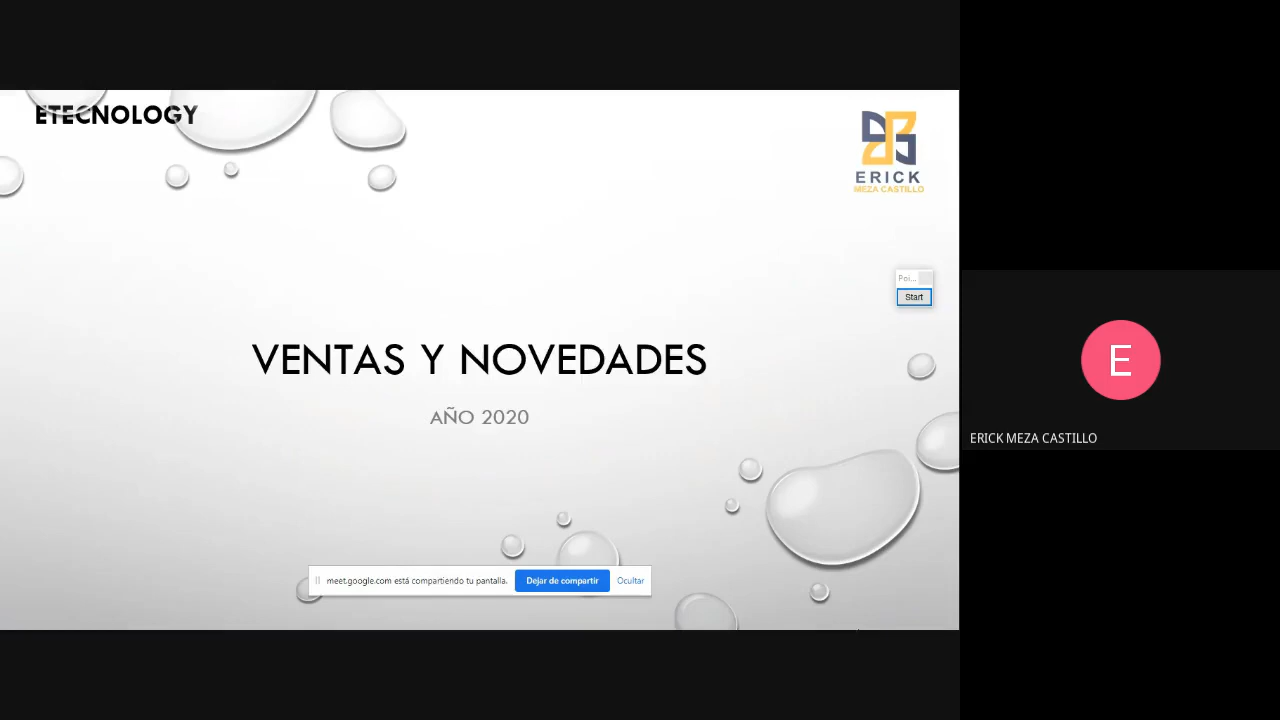 ETECNOLOGY
ERICK
MEZA CASTILLO
Poi...
Start
VENTAS Y NOVEDADES
AÑO 2020
meet.google.com está compartiendo tu pantalla.
Dejar de compartir
Ocultar
E
ERICK MEZA CASTILLO